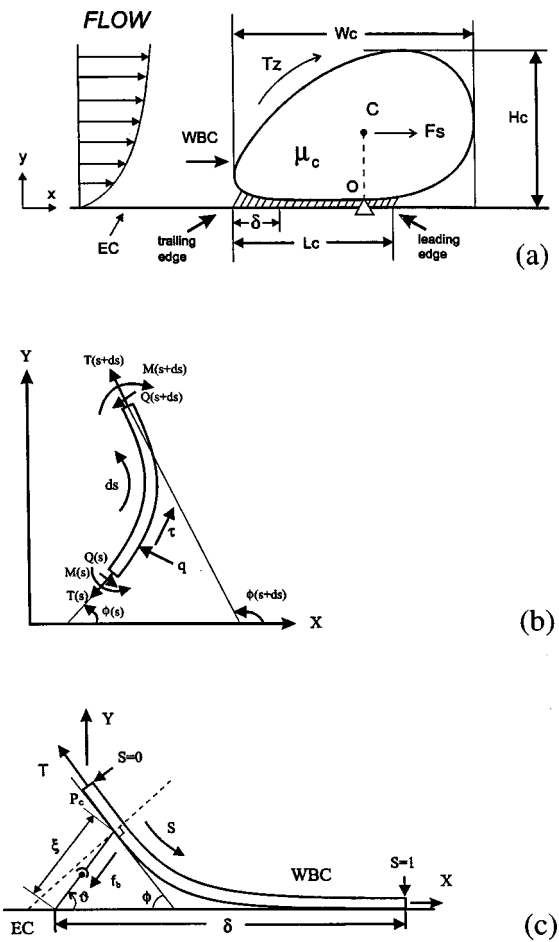 FLOW
Wc
Tz
Hc
WBC
C
Fs
μc
y
O
x
EC
δ
trailing
edge
Lc
leading
edge
(a)
Y
T(s+ds)
M(s+ds)
Q(s+ds)
ds
τ
Q(s)
M(s)
q
T(s)
ϕ(s)
ϕ(s+ds)
X
(b)
Y
T
S=0
Pc
S
ξ
WBC
S=1
fb
X
ϑ
ϕ
EC
δ
(c)